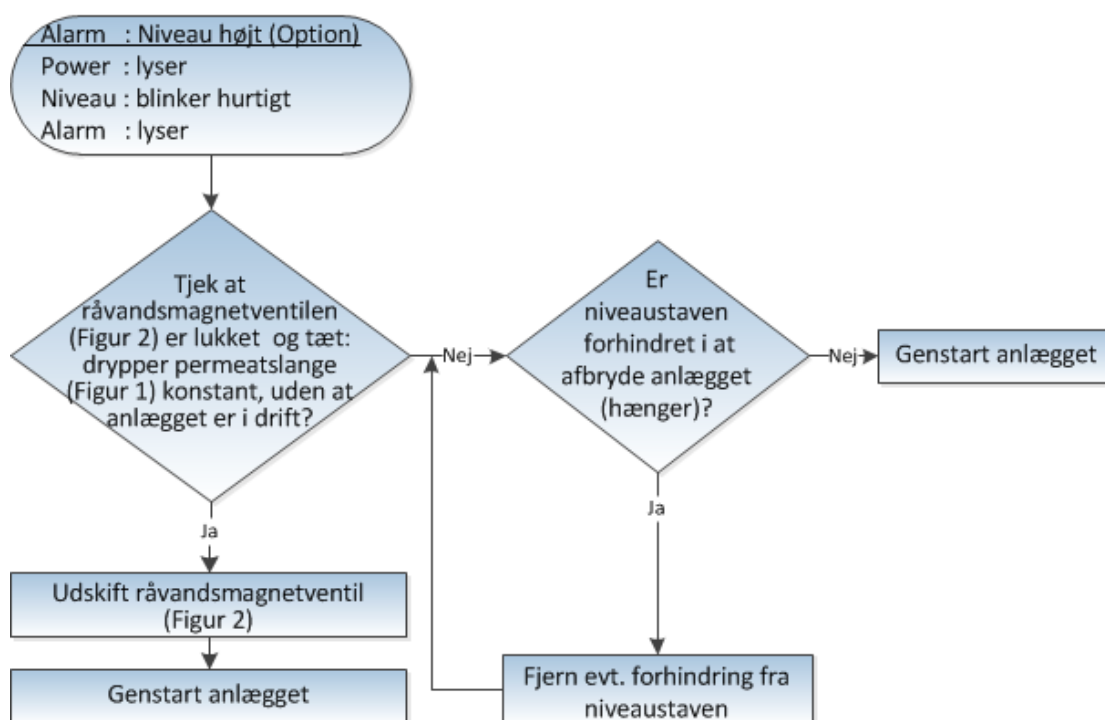 Alarm : Niveau højt (Option)
Power : lyser
Niveau : blinker hurtigt
Alarm : lyser
Tjek at
råvandsmagnetventilen
(Figur 2) er lukket og tæt:
drypper permeatslange
(Figur 1) konstant, uden at
anlægget er i drift?
Nej
Er
niveaustaven
forhindret i at
afbryde anlægget
(hænger)?
Nej
Genstart anlægget
Ja
Udskift råvandsmagnetventil
(Figur 2)
Genstart anlægget
Ja
Fjern evt. forhindring fra
niveaustaven